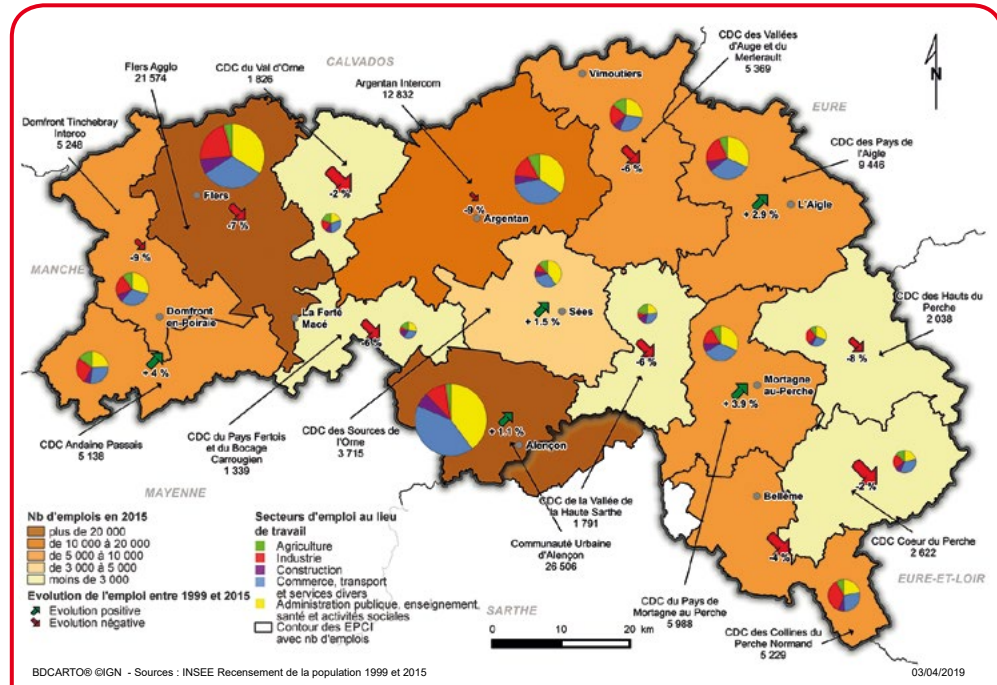 CDC des Vallées
d'Auge et du
Merlerault
5 369
Flers Agglo
21 574
CDC du Val d'Orne
1 826
CALVADOS
Argentan Intercom
12 832
Vimoutiers
N
EURE
Domfront Tinchebray
Interco
5 248
CDC des Pays de
l'Aigle
9 446
-6 %
-2 %
Flers
-7 %
-9 %
Argentan
+ 2.9 %
L'Aigle
-9 %
MANCHE
Domfront
en-Poiraie
La Ferté
Macé
Sées
+ 1.5 %
CDC des Hauts du
Perche
2 038
-6 %
-6 %
-8 %
+ 4 %
Mortagne
au-Perche
+ 3.9 %
CDC Andaine Passais
5 138
CDC du Pays Fertois
et du Bocage
Carrougien
1 339
CDC des Sources de
l'Orne
3 715
+ 1.1 %
Alençon
-2 %
MAYENNE
CDC de la Vallée de
la Haute Sarthe
1 791
Bellême
-4 %
CDC Coeur du Perche
2 622
Communauté Urbaine
d'Alençon
26 506
EURE-ET-LOIR
SARTHE
CDC du Pays de
Mortagne au Perche
5 988
CDC des Collines du
Perche Normand
5 229
Nb d'emplois en 2015
plus de 20 000
de 10 000 à 20 000
de 5 000 à 10 000
de 3 000 à 5 000
moins de 3 000
Evolution de l'emploi entre 1999 et 2015
Evolution positive
Evolution négative
Secteurs d'emploi au lieu
de travail
Agriculture
Industrie
Construction
Commerce, transport
et services divers
Administration publique, enseignement,
santé et activités sociales
Contour des EPCI
avec nb d'emplois
0 10 20
km
BDCARTO® ©IGN - Sources : INSEE Recensement de la population 1999 et 2015
03/04/2019